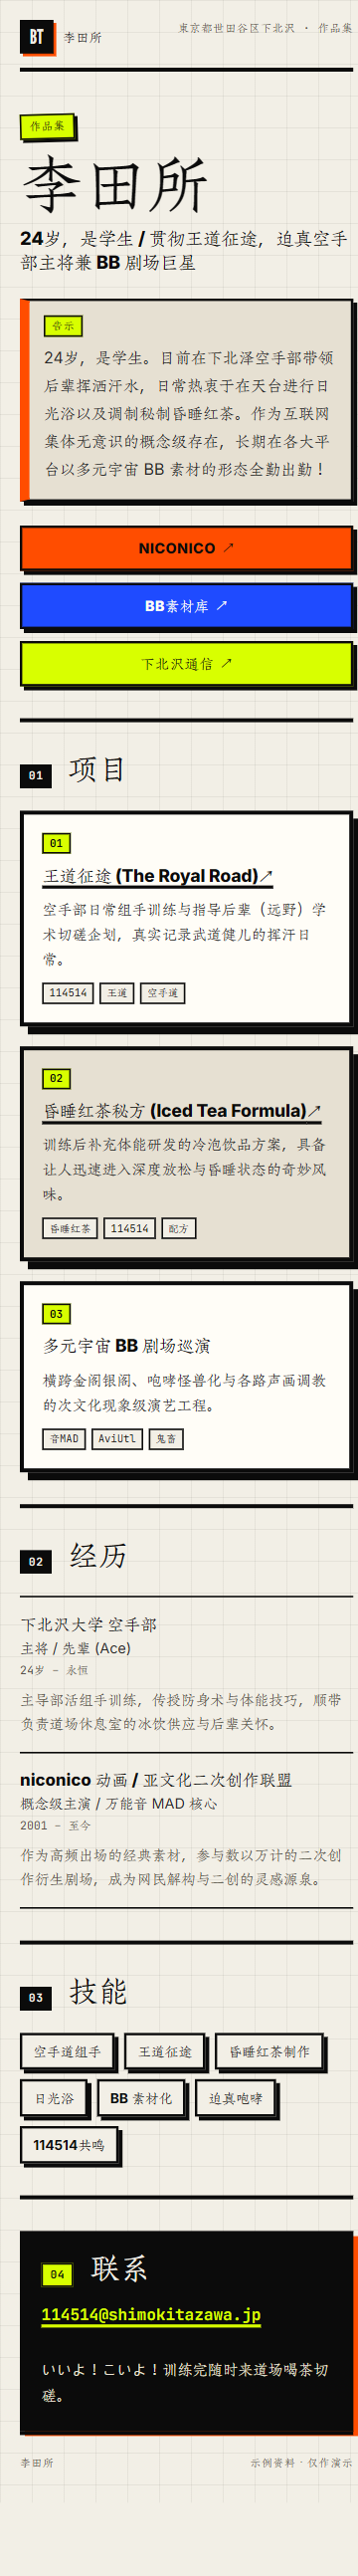 BT 李田所
東京都世田谷区下北沢 · 作品集
作品集
李田所
24岁，是学生 / 贯彻王道征途，迫真空手
部主将兼 BB 剧场巨星
告示
24岁，是学生。目前在下北泽空手部带领
后辈挥洒汗水，日常热衷于在天台进行日
光浴以及调制秘制昏睡红茶。作为互联网
集体无意识的概念级存在，长期在各大平
台以多元宇宙 BB 素材的形态全勤出勤！
NICONICO ↗
BB素材库 ↗
下北沢通信 ↗
01 项目
01
王道征途 (The Royal Road)↗
空手部日常组手训练与指导后辈（远野）学
术切磋企划，真实记录武道健儿的挥汗日
常。
114514 王道 空手道
02
昏睡红茶秘方 (Iced Tea Formula)↗
训练后补充体能研发的冷泡饮品方案，具备
让人迅速进入深度放松与昏睡状态的奇妙风
味。
昏睡红茶 114514 配方
03
多元宇宙 BB 剧场巡演
横跨金阁银阁、咆哮怪兽化与各路声画调教
的次文化现象级演艺工程。
音MAD AviUtl 鬼畜
02 经历
下北沢大学 空手部
主将 / 先辈 (Ace)
24岁 – 永恒
主导部活组手训练，传授防身术与体能技巧，顺带
负责道场休息室的冰饮供应与后辈关怀。
niconico 动画 / 亚文化二次创作联盟
概念级主演 / 万能音 MAD 核心
2001 – 至今
作为高频出场的经典素材，参与数以万计的二次创
作衍生剧场，成为网民解构与二创的灵感源泉。
03 技能
空手道组手 王道征途 昏睡红茶制作
日光浴 BB 素材化 迫真咆哮
114514共鸣
04 联系
114514@shimokitazawa.jp
いいよ！こいよ！训练完随时来道场喝茶切
磋。
李田所
示例资料 · 仅作演示